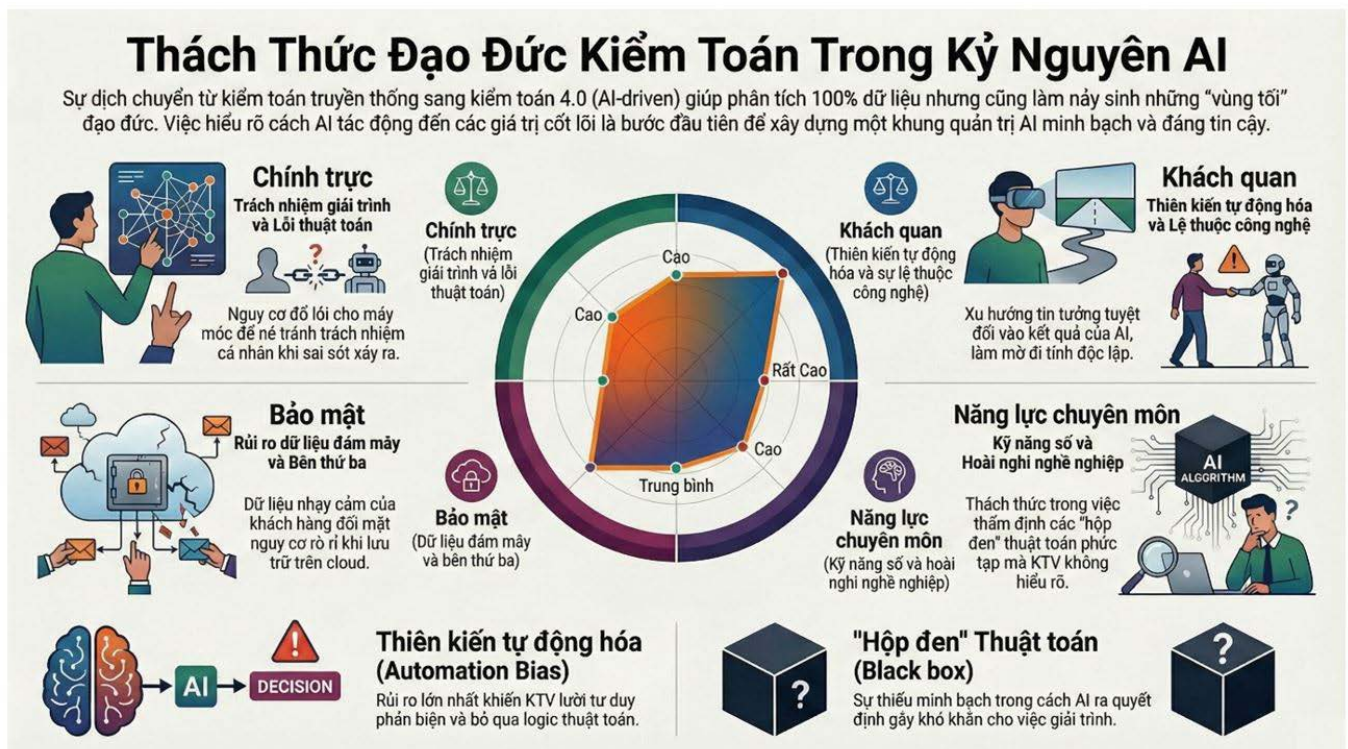 Thách Thức Đạo Đức Kiểm Toán Trong Kỷ Nguyên AI
Sự dịch chuyển từ kiểm toán truyền thống sang kiểm toán 4.0 (AI-driven) giúp phân tích 100% dữ liệu nhưng cũng làm nảy sinh những “vùng tối”
đạo đức. Việc hiểu rõ cách AI tác động đến các giá trị cốt lõi là bước đầu tiên để xây dựng một khung quản trị AI minh bạch và đáng tin cậy.
Chính trực
Trách nhiệm giải trình
và Lỗi thuật toán
?
Nguy cơ đổ lỗi cho máy
móc để né tránh trách nhiệm
cá nhân khi sai sót xảy ra.
Chính trực
(Trách nhiệm
giải trình và lỗi
thuật toán)
Cao
Cao
Rất Cao
Cao
Trung bình
Khách quan
(Thiên kiến tự động
hóa và sự lệ thuộc
công nghệ)
Khách quan
Thiên kiến tự động hóa
và Lệ thuộc công nghệ
Xu hướng tin tưởng tuyệt
đối vào kết quả của AI,
làm mờ đi tính độc lập.
Bảo mật
Rủi ro dữ liệu đám mây
và Bên thứ ba
Dữ liệu nhạy cảm của
khách hàng đối mặt
nguy cơ rò rỉ khi lưu
trữ trên cloud.
Bảo mật
(Dữ liệu đám mây
và bên thứ ba)
Năng lực
chuyên môn
(Kỹ năng số và hoài
nghi nghề nghiệp)
Năng lực chuyên môn
Kỹ năng số và
Hoài nghi nghề nghiệp
Thách thức trong việc
thẩm định các "hộp
đen" thuật toán phức
tạp mà KTV không
hiểu rõ.
AI
ALGORITHM
?
AI
DECISION
Thiên kiến tự động hóa
(Automation Bias)
Rủi ro lớn nhất khiến KTV lười tư duy
phản biện và bỏ qua logic thuật toán.
?
"Hộp đen" Thuật toán
(Black box)
Sự thiếu minh bạch trong cách AI ra quyết
định gây khó khăn cho việc giải trình.
?